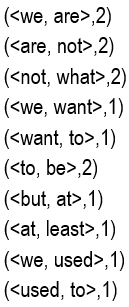 (<we, are>,2)
(<are, not>,2)
(<not, what>,2)
(<we, want>,1)
(<want, to>,1)
(<to, be>,2)
(<but, at>,1)
(<at, least>,1)
(<we, used>,1)
(<used, to>,1)